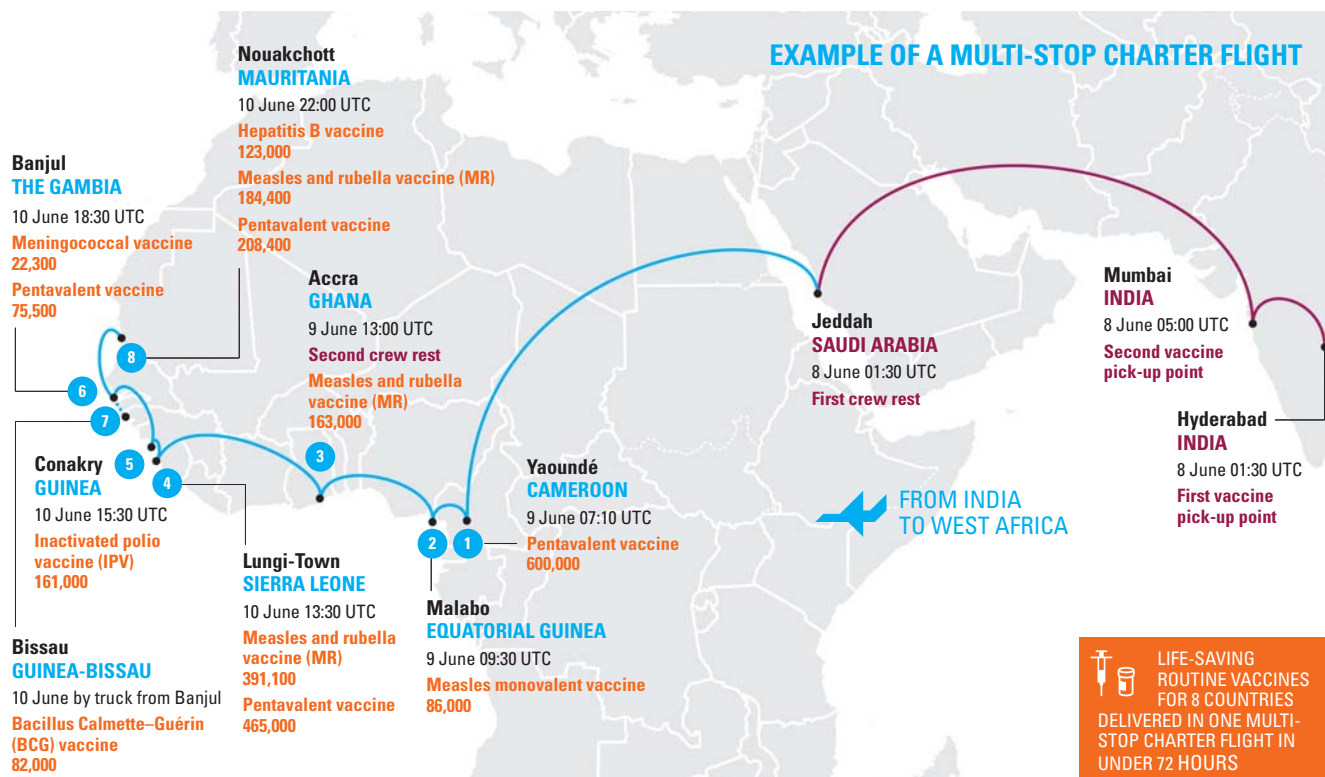 EXAMPLE OF A MULTI-STOP CHARTER FLIGHT
Nouakchott
MAURITANIA
10 June 22:00 UTC
Hepatitis B vaccine
123,000
Measles and rubella vaccine (MR)
184,400
Pentavalent vaccine
208,400
Banjul
THE GAMBIA
10 June 18:30 UTC
Meningococcal vaccine
22,300
Pentavalent vaccine
75,500
Accra
GHANA
9 June 13:00 UTC
Second crew rest
Measles and rubella
vaccine (MR)
163,000
Jeddah
SAUDI ARABIA
8 June 01:30 UTC
First crew rest
Mumbai
INDIA
8 June 05:00 UTC
Second vaccine
pick-up point
Hyderabad
INDIA
8 June 01:30 UTC
First vaccine
pick-up point
8
6
7
5
4
3
2
1
Conakry
GUINEA
10 June 15:30 UTC
Inactivated polio
vaccine (IPV)
161,000
Yaoundé
CAMEROON
9 June 07:10 UTC
Pentavalent vaccine
600,000
FROM INDIA
TO WEST AFRICA
Lungi-Town
SIERRA LEONE
10 June 13:30 UTC
Measles and rubella
vaccine (MR)
391,100
Pentavalent vaccine
465,000
Malabo
EQUATORIAL GUINEA
9 June 09:30 UTC
Measles monovalent vaccine
86,000
Bissau
GUINEA-BISSAU
10 June by truck from Banjul
Bacillus Calmette–Guérin
(BCG) vaccine
82,000
LIFE-SAVING
ROUTINE VACCINES
FOR 8 COUNTRIES
DELIVERED IN ONE MULTI-
STOP CHARTER FLIGHT IN
UNDER 72 HOURS